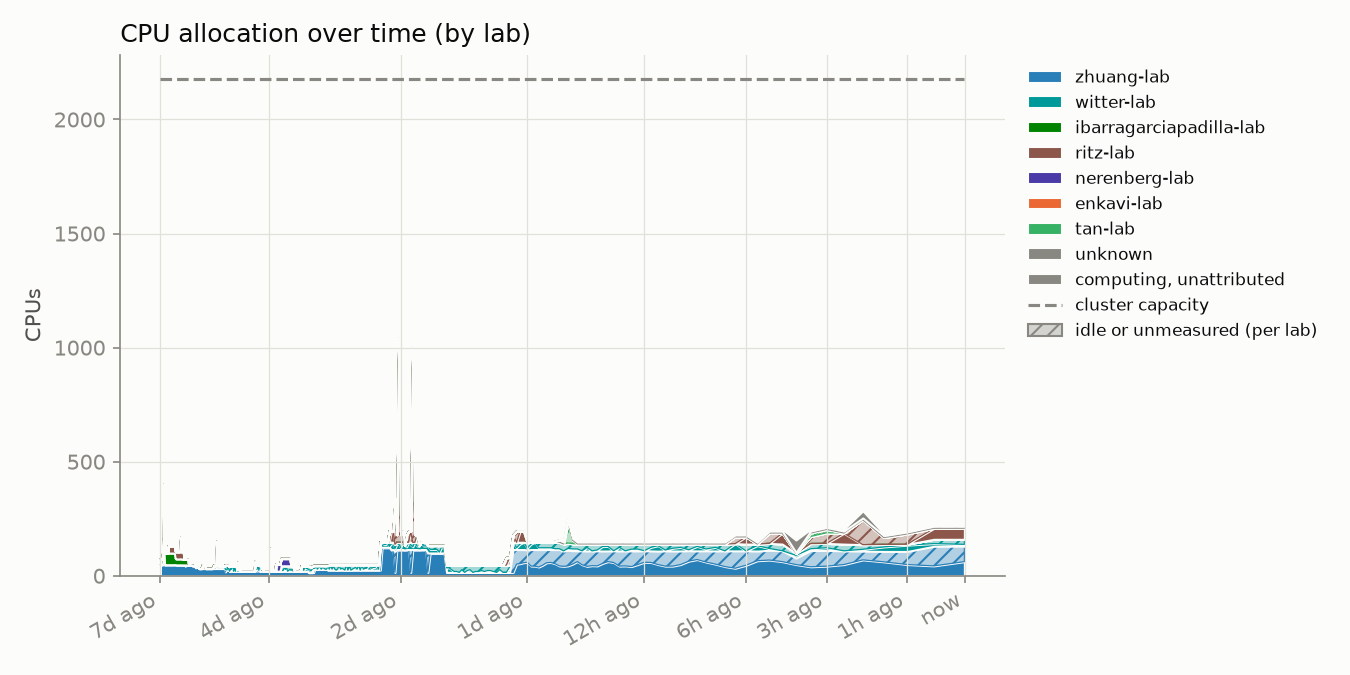 CPU allocation over time (by lab)
CPUs
2000
1500
1000
500
0
7d ago
4d ago
2d ago
1d ago
12h ago
6h ago
3h ago
1h ago
now
zhuang-lab
witter-lab
ibarragarciapadilla-lab
ritz-lab
nerenberg-lab
enkavi-lab
tan-lab
unknown
computing, unattributed
cluster capacity
idle or unmeasured (per lab)